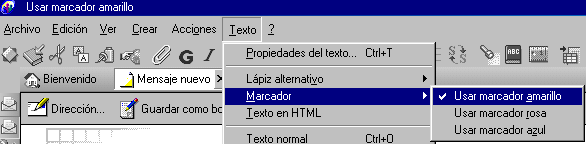 Usar marcador amarillo
Archivo Edición Ver Crear Acciones Texto ?
Propiedades del texto... Ctrl+T
Bienvenido Mensaje nuevo
Lápiz alternativo
Dirección... Guardar como bo
Marcador
Usar marcador amarillo
Texto en HTML
Usar marcador rosa
Texto normal Ctrl+O
Usar marcador azul
ABC